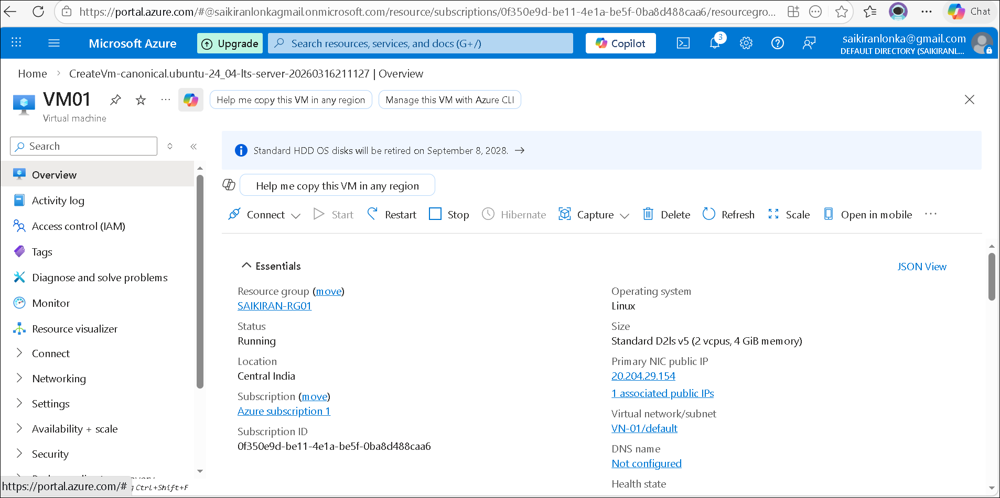 https://portal.azure.com/#@saikiranlonkagmail.onmicrosoft.com/resource/subscriptions/0f350e9d-be11-4e1a-be5f-0ba8d488caa6/resourcegro...
Chat
Microsoft Azure
Upgrade
Search resources, services, and docs (G+/)
Copilot
3
saikiranlonka@gmail.com
DEFAULT DIRECTORY (SAIKIRANL...
Home > CreateVm-canonical.ubuntu-24_04-lts-server-20260316211127 | Overview
VM01
Virtual machine
Help me copy this VM in any region
Manage this VM with Azure CLI
Search
Overview
Activity log
Access control (IAM)
Tags
Diagnose and solve problems
Monitor
Resource visualizer
Connect
Networking
Settings
Availability + scale
Security
https://portal.azure.com/#
Ctrl+Shift+F
Standard HDD OS disks will be retired on September 8, 2028. →
Help me copy this VM in any region
Connect
Start
Restart
Stop
Hibernate
Capture
Delete
Refresh
Scale
Open in mobile
Essentials
JSON View
Resource group (move)
SAIKIRAN-RG01
Status
Running
Location
Central India
Subscription (move)
Azure subscription 1
Subscription ID
0f350e9d-be11-4e1a-be5f-0ba8d488caa6
Operating system
Linux
Size
Standard D2ls v5 (2 vcpus, 4 GiB memory)
Primary NIC public IP
20.204.29.154
1 associated public IPs
Virtual network/subnet
VN-01/default
DNS name
Not configured
Health state